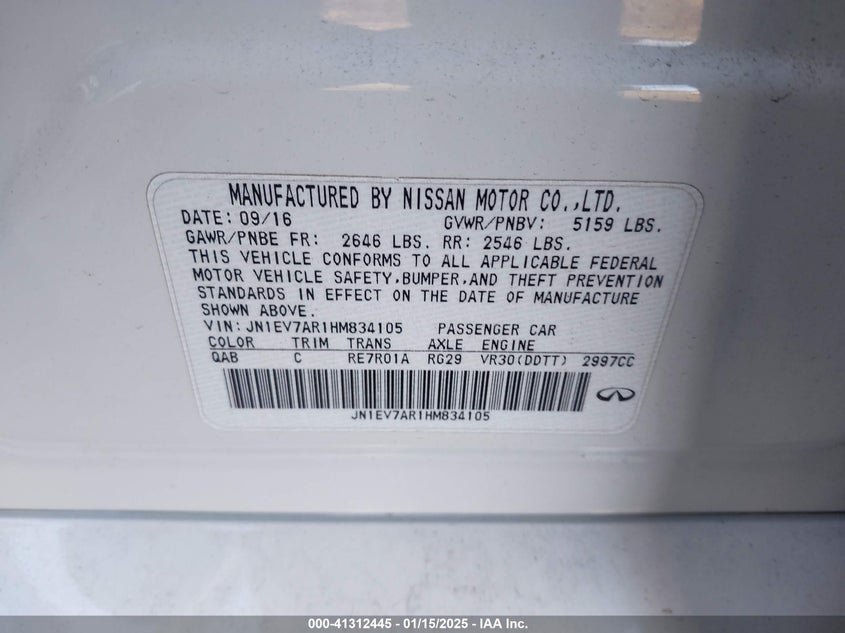 MANUFACTURED BY NISSAN MOTOR CO.,LTD.
DATE: 09/16 GVWR/PNBV: 5159 LBS.
GAWR/PNBE FR: 2646 LBS. RR: 2546 LBS.
THIS VEHICLE CONFORMS TO ALL APPLICABLE FEDERAL
MOTOR VEHICLE SAFETY,BUMPER,AND THEFT PREVENTION
STANDARDS IN EFFECT ON THE DATE OF MANUFACTURE
SHOWN ABOVE.
VIN:JN1EV7AR1HM834105 PASSENGER CAR
COLOR TRIM TRANS AXLE ENGINE
QAB C RE7R01A RG29 VR30(DDTT) 2997CC
JN1EV7AR1HM834105
000-41312445 - 01/15/2025 - IAA Inc.